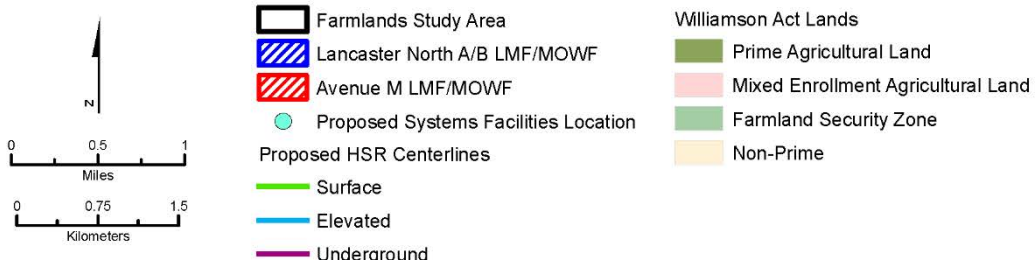 N
0 0.5 1
Miles
0 0.75 1.5
Kilometers
Farmlands Study Area
Lancaster North A/B LMF/MOWF
Avenue M LMF/MOWF
Proposed Systems Facilities Location
Proposed HSR Centerlines
Surface
Elevated
Underground
Williamson Act Lands
Prime Agricultural Land
Mixed Enrollment Agricultural Land
Farmland Security Zone
Non-Prime